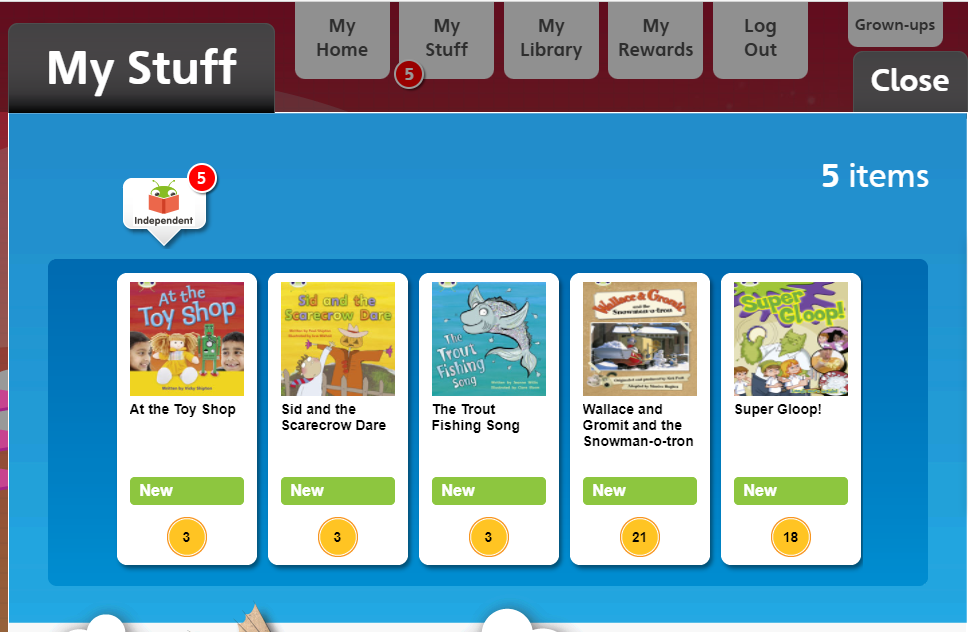 My Stuff
My
Home
My
Stuff
5
My
Library
My
Rewards
Log
Out
Grown-ups
Close
5 items
5
Independent
At the
Toy Shop
Sid and the
Scarecrow Dare
The
Trout
Fishing
Song
Wallace & Gromit
and the
Snowman-o-tron
Super
Gloop!
At the Toy Shop
Sid and the
Scarecrow Dare
The Trout
Fishing Song
Wallace and
Gromit and the
Snowman-o-tron
Super Gloop!
New
New
New
New
New
3
3
3
21
18